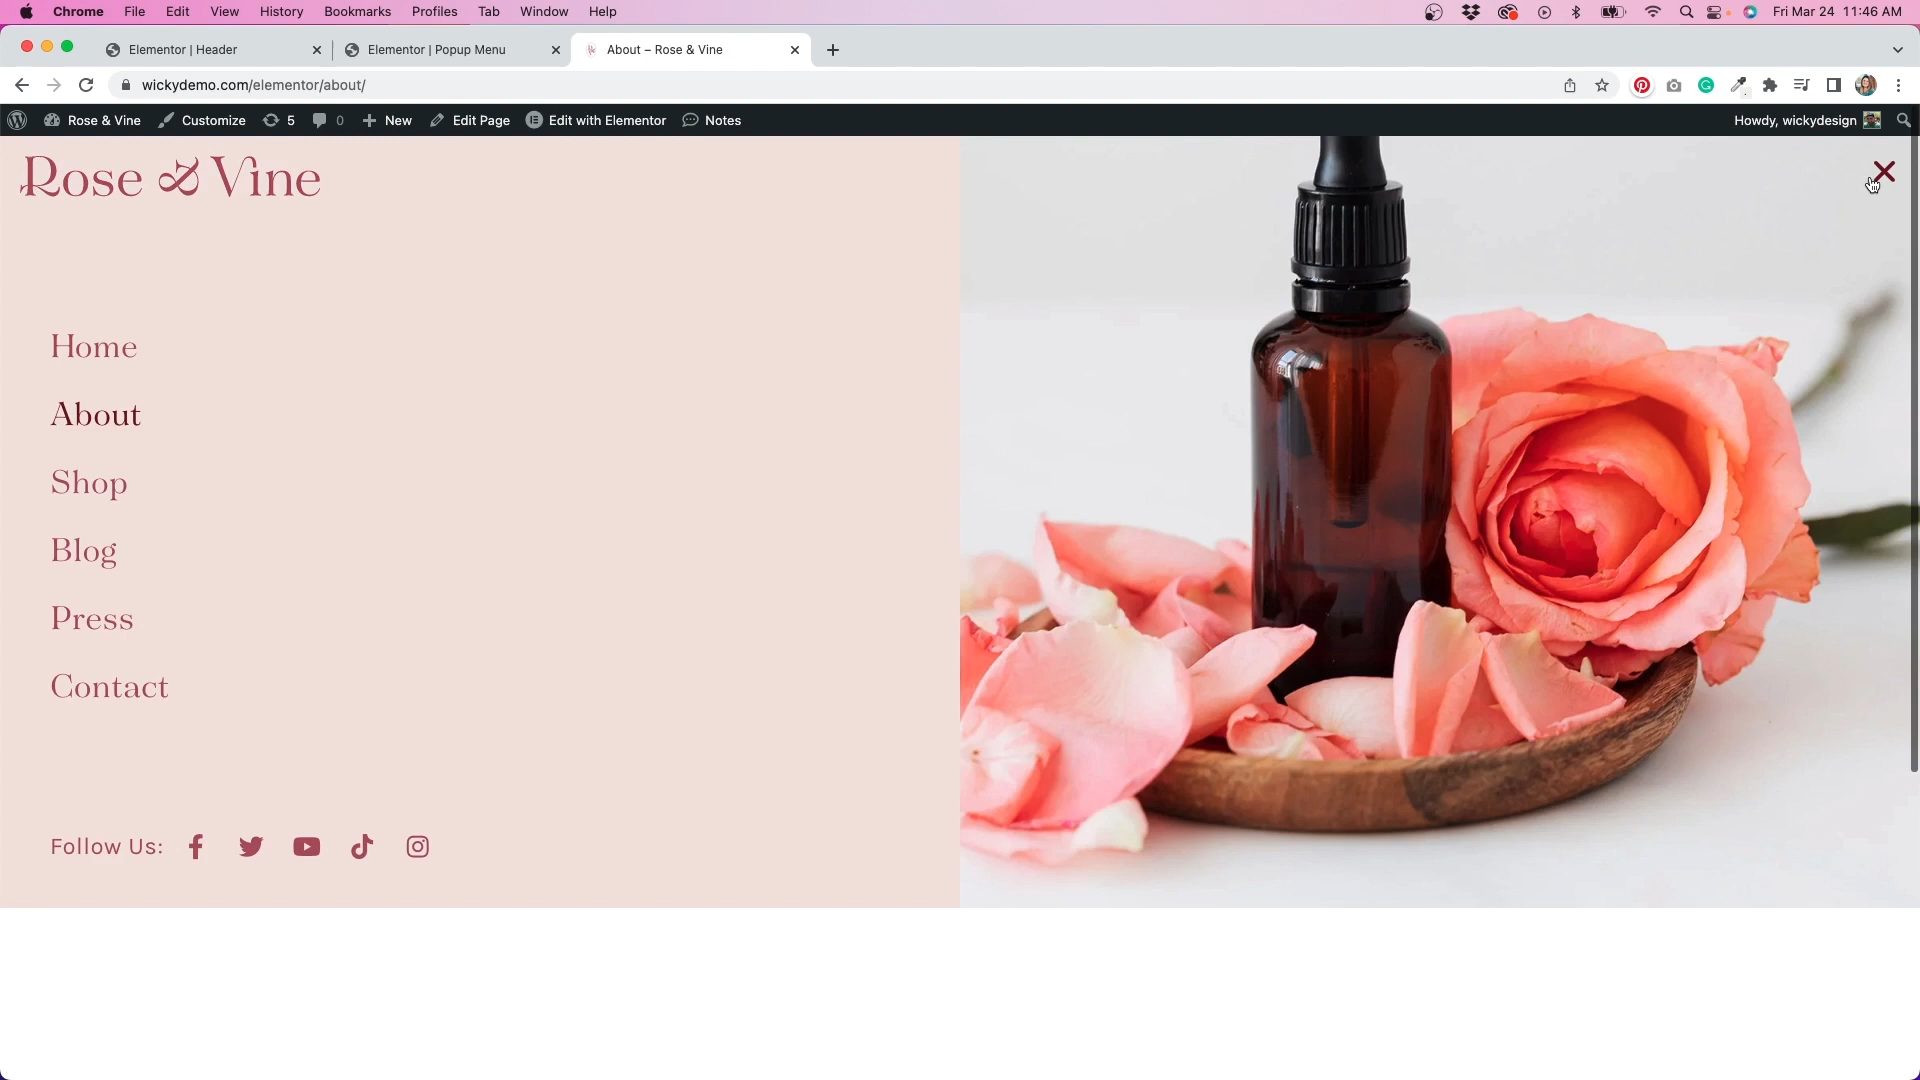 Chrome File Edit View History Bookmarks Profiles Tab Window Help Fri Mar 24 11:46 AM
Elementor | Header Elementor | Popup Menu About – Rose & Vine
wickydemo.com/elementor/about/
Rose & Vine Customize 5 0 New Edit Page Edit with Elementor Notes Howdy, wickydesign
Rose & Vine
Home
About
Shop
Blog
Press
Contact
Follow Us: